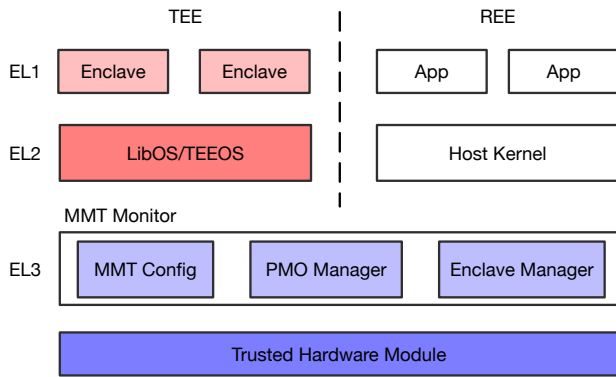 TEE REE
EL1 Enclave Enclave App App
EL2 LibOS/TEEOS Host Kernel
MMT Monitor
EL3 MMT Config PMO Manager Enclave Manager
Trusted Hardware Module